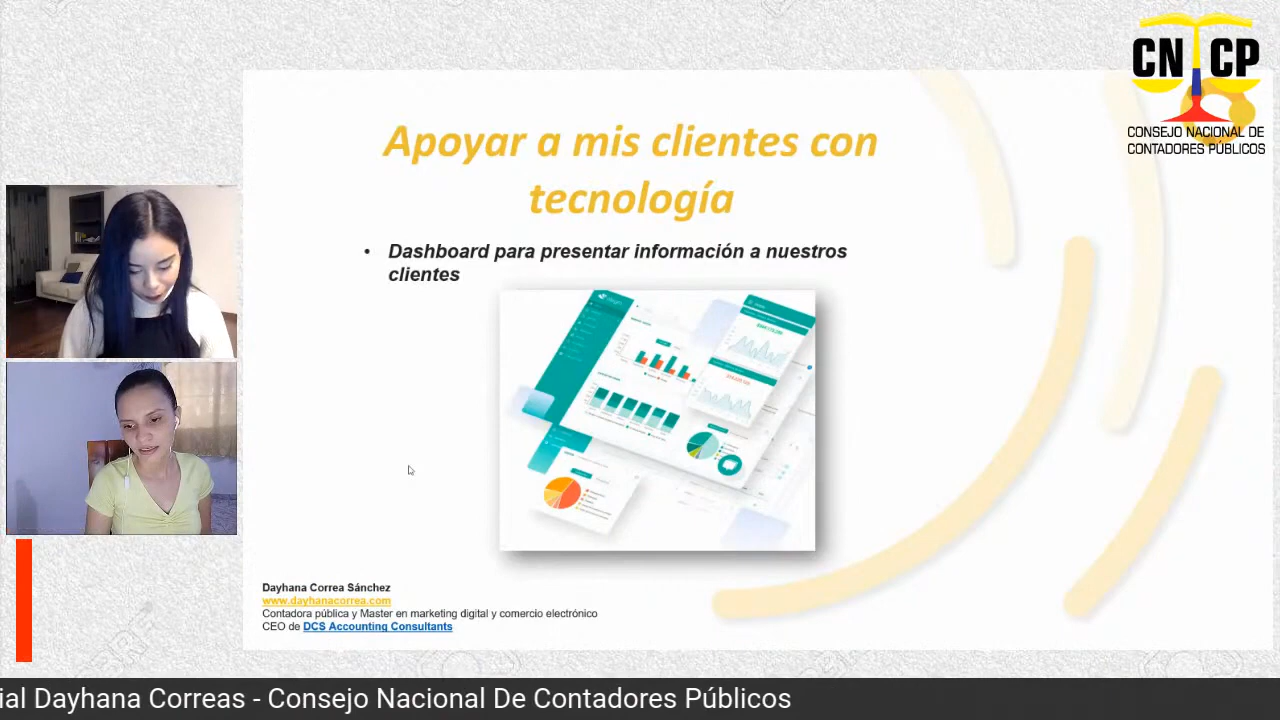 CN CP
CONSEJO NACIONAL DE
CONTADORES PÚBLICOS
Apoyar a mis clientes con
tecnología
• Dashboard para presentar información a nuestros
clientes
Dayhana Correa Sánchez
www.dayhanacorrea.com
Contadora pública y Master en marketing digital y comercio electrónico
CEO de DCS Accounting Consultants
ial Dayhana Correas - Consejo Nacional De Contadores Públicos